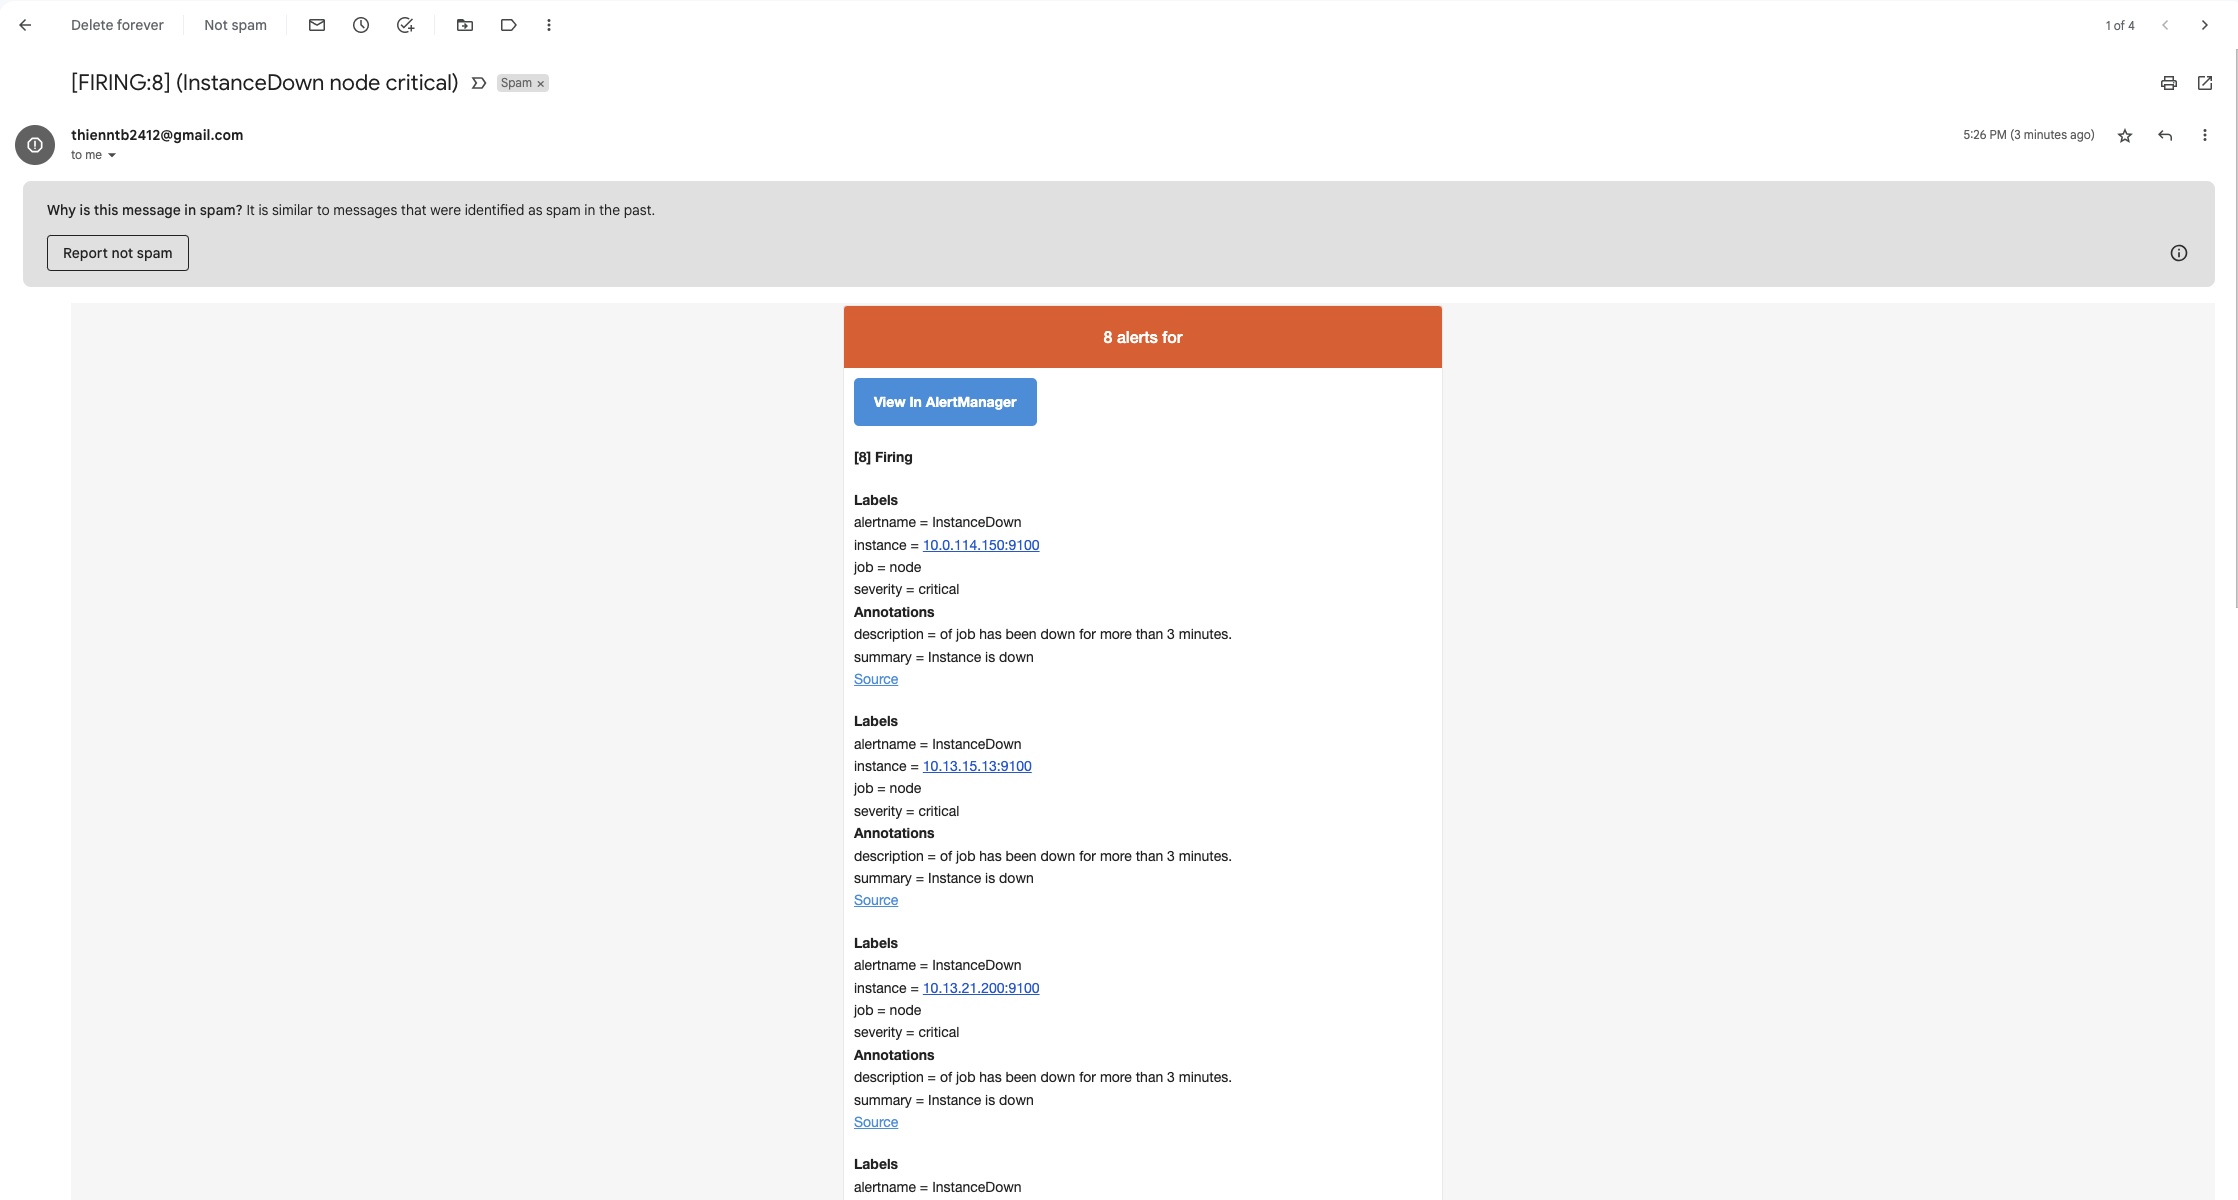 Delete forever Not spam 1 of 4
[FIRING:8] (InstanceDown node critical) Spam ×
thienntb2412@gmail.com 5:26 PM (3 minutes ago)
to me
Why is this message in spam? It is similar to messages that were identified as spam in the past.
Report not spam
8 alerts for
View In AlertManager
[8] Firing
Labels
alertname = InstanceDown
instance = 10.0.114.150:9100
job = node
severity = critical
Annotations
description = of job has been down for more than 3 minutes.
summary = Instance is down
Source
Labels
alertname = InstanceDown
instance = 10.13.15.13:9100
job = node
severity = critical
Annotations
description = of job has been down for more than 3 minutes.
summary = Instance is down
Source
Labels
alertname = InstanceDown
instance = 10.13.21.200:9100
job = node
severity = critical
Annotations
description = of job has been down for more than 3 minutes.
summary = Instance is down
Source
Labels
alertname = InstanceDown